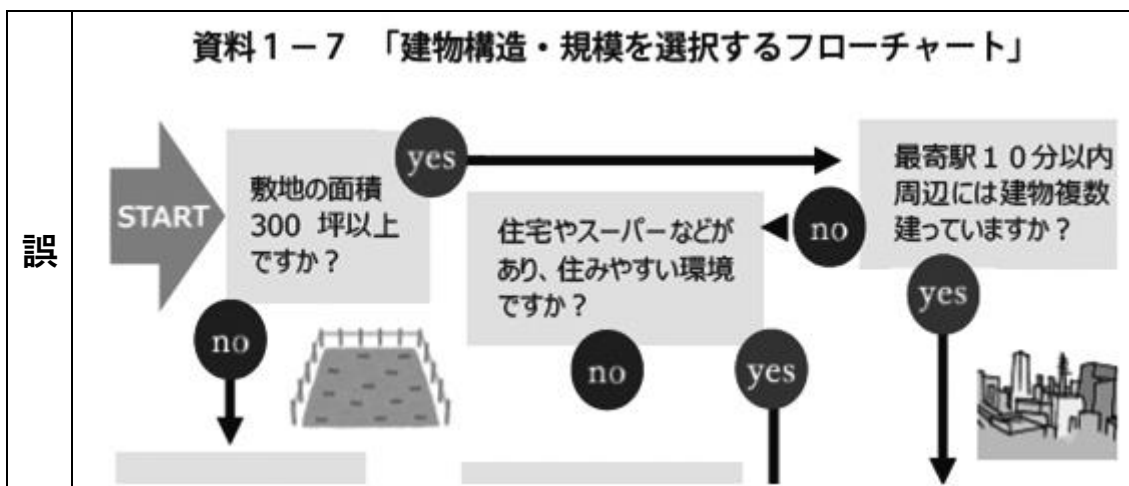 誤
資料1－7 「建物構造・規模を選択するフローチャート」
START
敷地の面積
300 坪以上
ですか？
yes
no
最寄駅10分以内
周辺には建物複数
建っていますか？
no
yes
住宅やスーパーなどが
あり、住みやすい環境
ですか？
no
yes